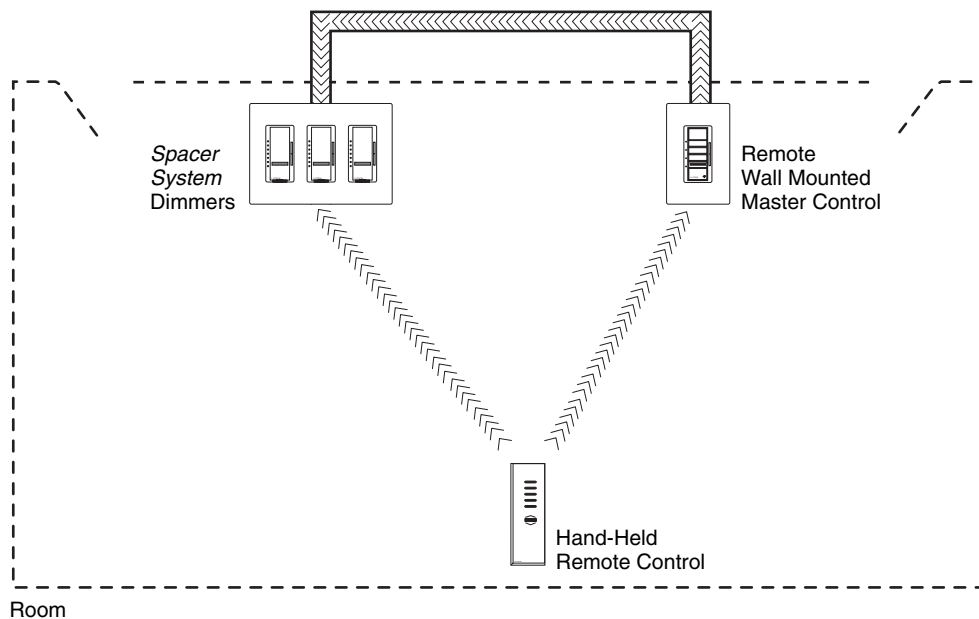 Spacer
System
Dimmers
Remote
Wall Mounted
Master Control
Hand-Held
Remote Control
Room